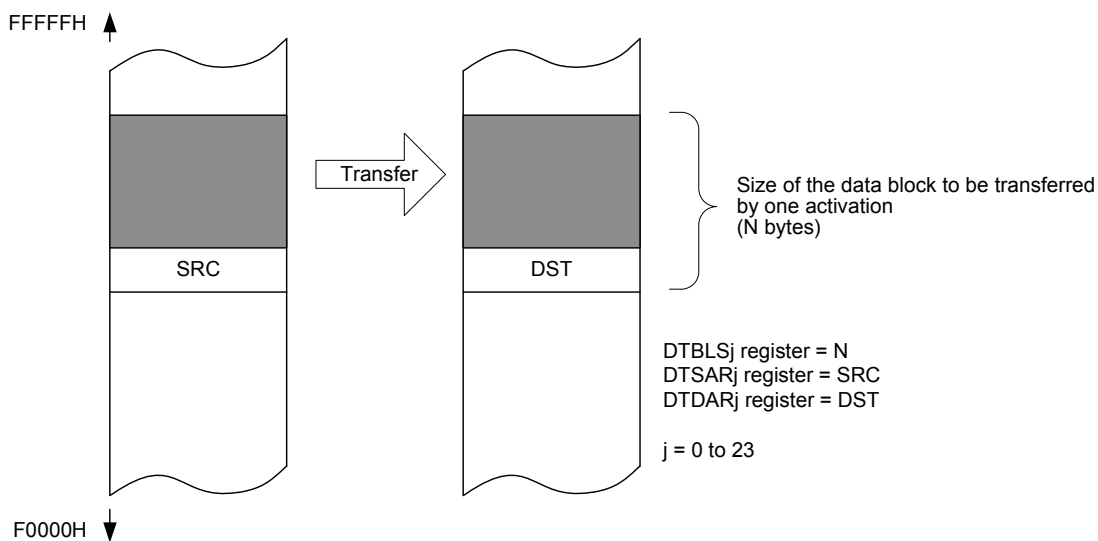 FFFFFH
Transfer
Size of the data block to be transferred
by one activation
(N bytes)
SRC
DST
DTBLSj register = N
DTSARj register = SRC
DTDARj register = DST
j = 0 to 23
F0000H